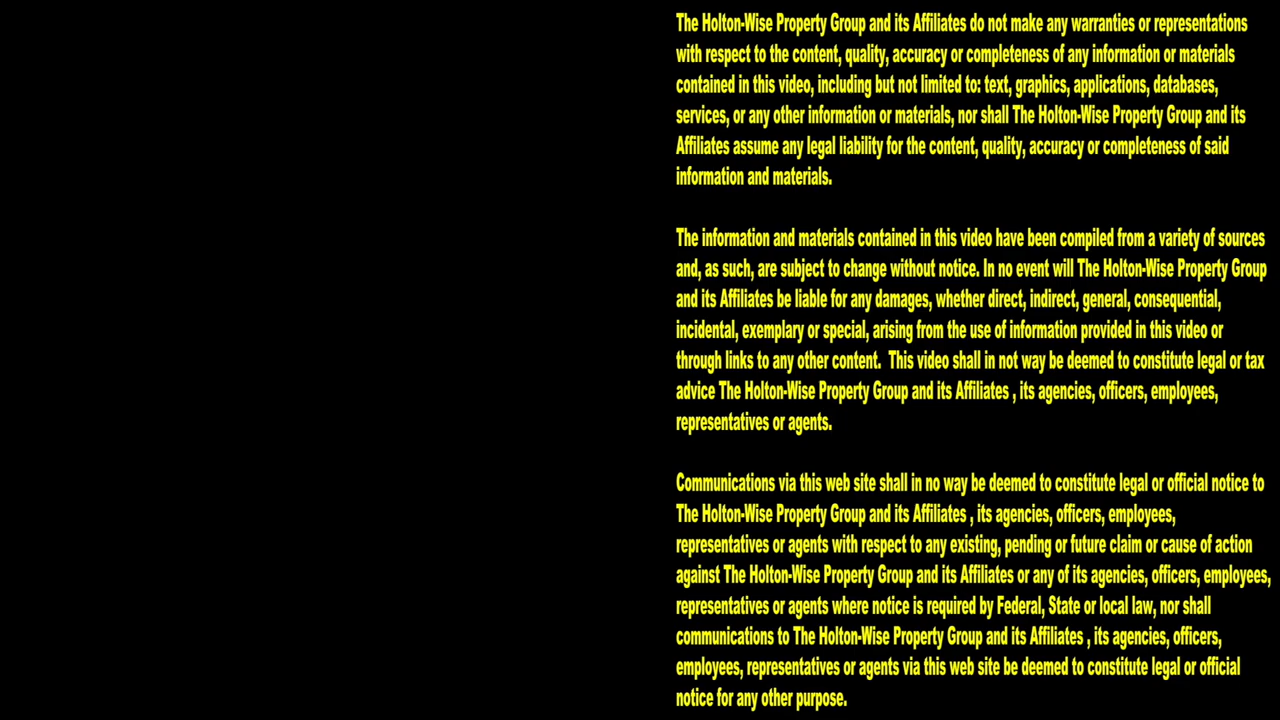 The Holton-Wise Property Group and its Affiliates do not make any warranties or representations
with respect to the content, quality, accuracy or completeness of any information or materials
contained in this video, including but not limited to: text, graphics, applications, databases,
services, or any other information or materials, nor shall The Holton-Wise Property Group and its
Affiliates assume any legal liability for the content, quality, accuracy or completeness of said
information and materials.
The information and materials contained in this video have been compiled from a variety of sources
and, as such, are subject to change without notice. In no event will The Holton-Wise Property Group
and its Affiliates be liable for any damages, whether direct, indirect, general, consequential,
incidental, exemplary or special, arising from the use of information provided in this video or
through links to any other content.  This video shall in not way be deemed to constitute legal or tax
advice The Holton-Wise Property Group and its Affiliates , its agencies, officers, employees,
representatives or agents.
Communications via this web site shall in no way be deemed to constitute legal or official notice to
The Holton-Wise Property Group and its Affiliates , its agencies, officers, employees,
representatives or agents with respect to any existing, pending or future claim or cause of action
against The Holton-Wise Property Group and its Affiliates or any of its agencies, officers, employees,
representatives or agents where notice is required by Federal, State or local law, nor shall
communications to The Holton-Wise Property Group and its Affiliates , its agencies, officers,
employees, representatives or agents via this web site be deemed to constitute legal or official
notice for any other purpose.